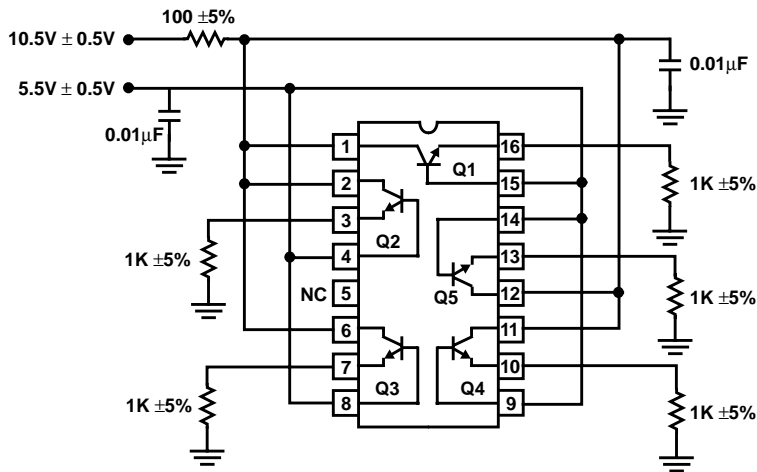 100 ±5%
10.5V ± 0.5V
5.5V ± 0.5V
0.01µF
0.01µF
1
16
Q1
2
15
1K ±5%
3
Q2
14
4
13
1K ±5%
NC
5
Q5
12
1K ±5%
6
11
7
Q3
Q4
10
8
9
1K ±5%
1K ±5%